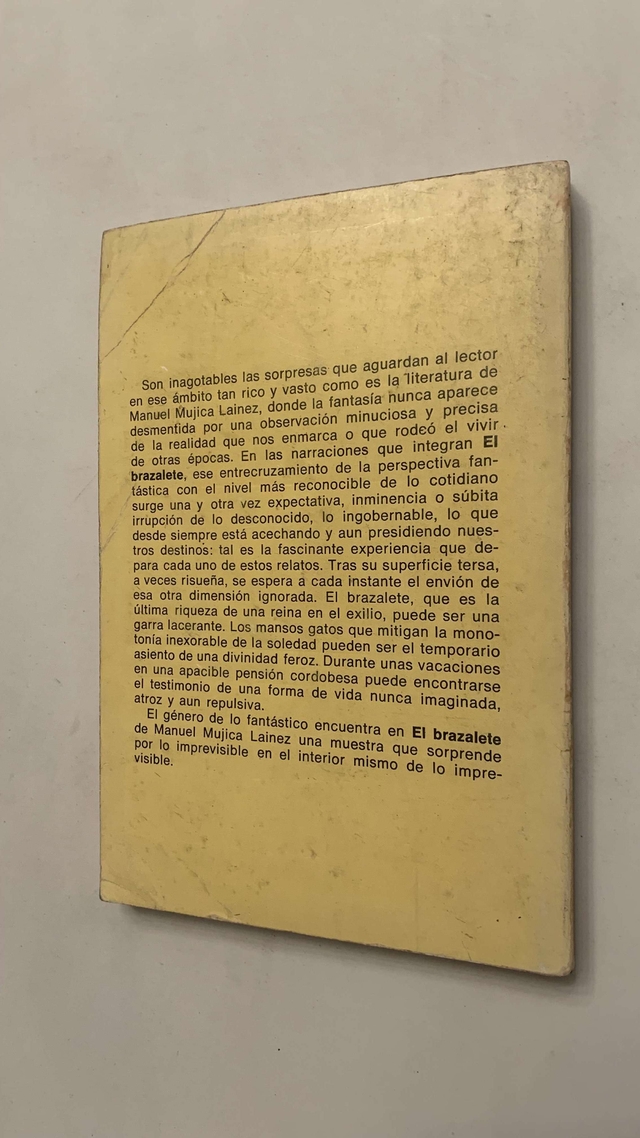 Son inagotables las sorpresas que aguardan al lector
en ese ámbito tan rico y vasto como es la literatura de
Manuel Mujica Lainez, donde la fantasía nunca aparece
desmentida por una observación minuciosa y precisa
de la realidad que nos enmarca o que rodeó el vivir
de otras épocas. En las narraciones que integran El
brazalete, ese entrecruzamiento de la perspectiva fan-
tástica con el nivel más reconocible de lo cotidiano
surge una y otra vez expectativa, inminencia o súbita
irrupción de lo desconocido, lo ingobernable, lo que
desde siempre está acechando y aun presidiendo nues-
tros destinos: tal es la fascinante experiencia que de-
para cada uno de estos relatos. Tras su superficie tersa,
a veces risueña, se espera a cada instante el envión de
esa otra dimensión ignorada. El brazalete, que es la
última riqueza de una reina en el exilio, puede ser una
garra lacerante. Los mansos gatos que mitigan la mono-
tonía inexorable de la soledad pueden ser el temporario
asiento de una divinidad feroz. Durante unas vacaciones
en una apacible pensión cordobesa puede encontrarse
el testimonio de una forma de vida nunca imaginada,
atroz y aun repulsiva.
El género de lo fantástico encuentra en El brazalete
de Manuel Mujica Lainez una muestra que sorprende
por lo imprevisible en el interior mismo de lo impre-
visible.